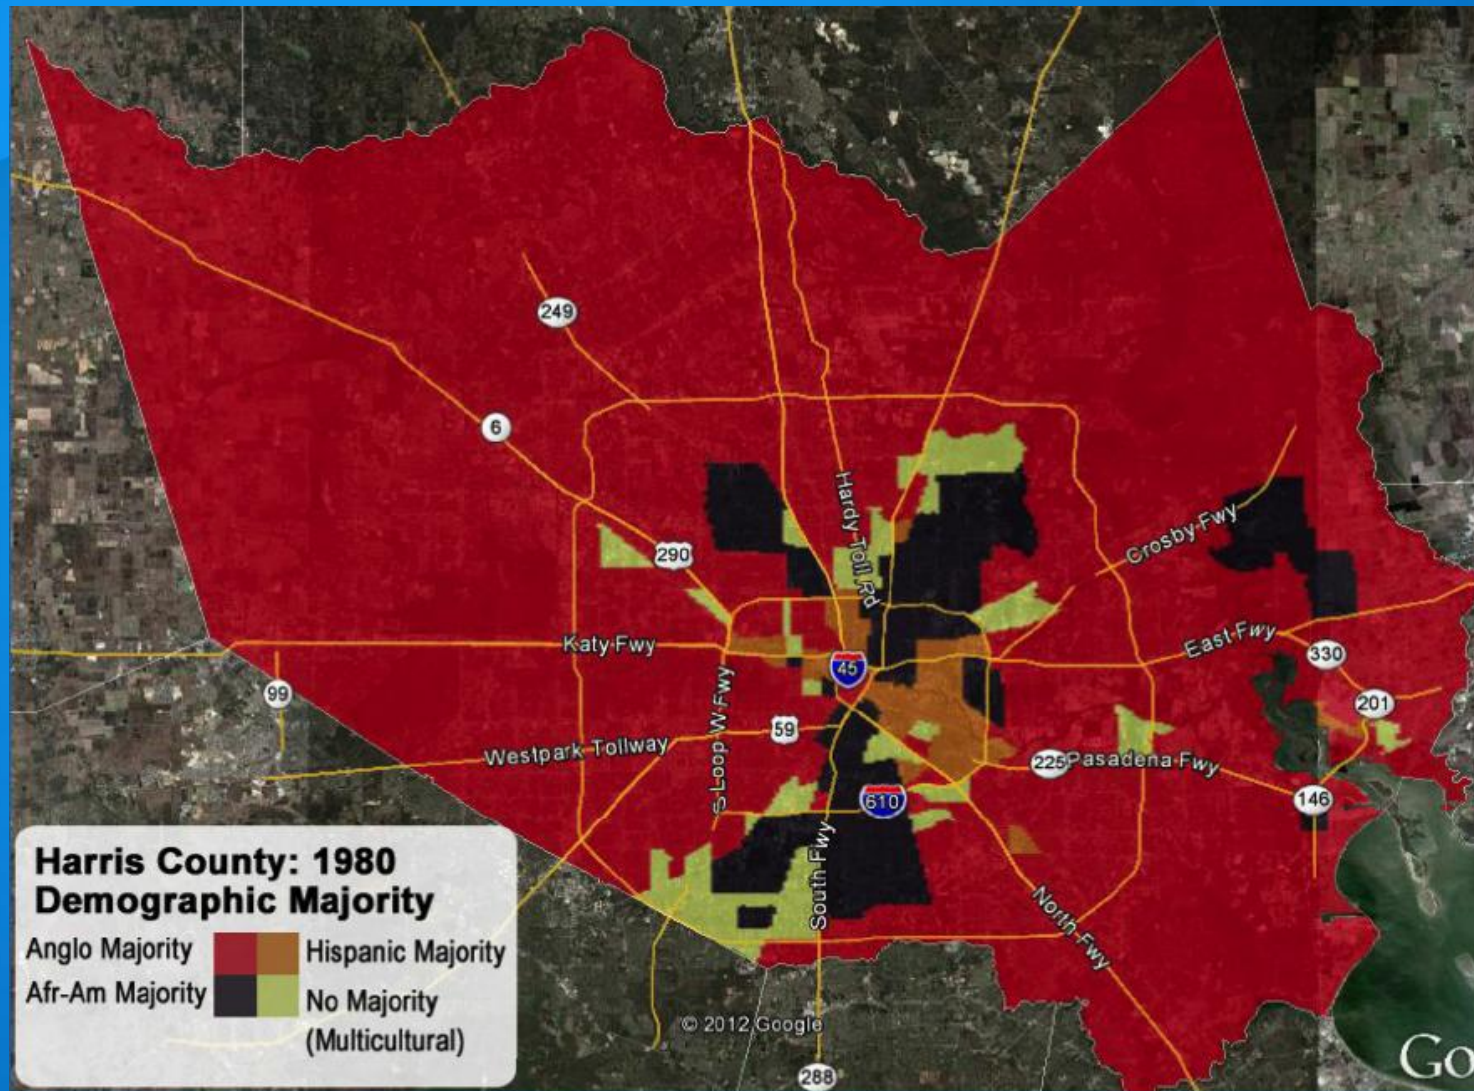 249
6
Hardy Toll Rd
290
Crosby Fwy
Katy Fwy
East Fwy
45
330
99
201
S Loop W Fwy
59
Westpark Tollway
225
Pasadena Fwy
610
146
South Fwy
North Fwy
Harris County: 1980
Demographic Majority
Anglo Majority
Hispanic Majority
Afr-Am Majority
No Majority
(Multicultural)
© 2012 Google
288
Go